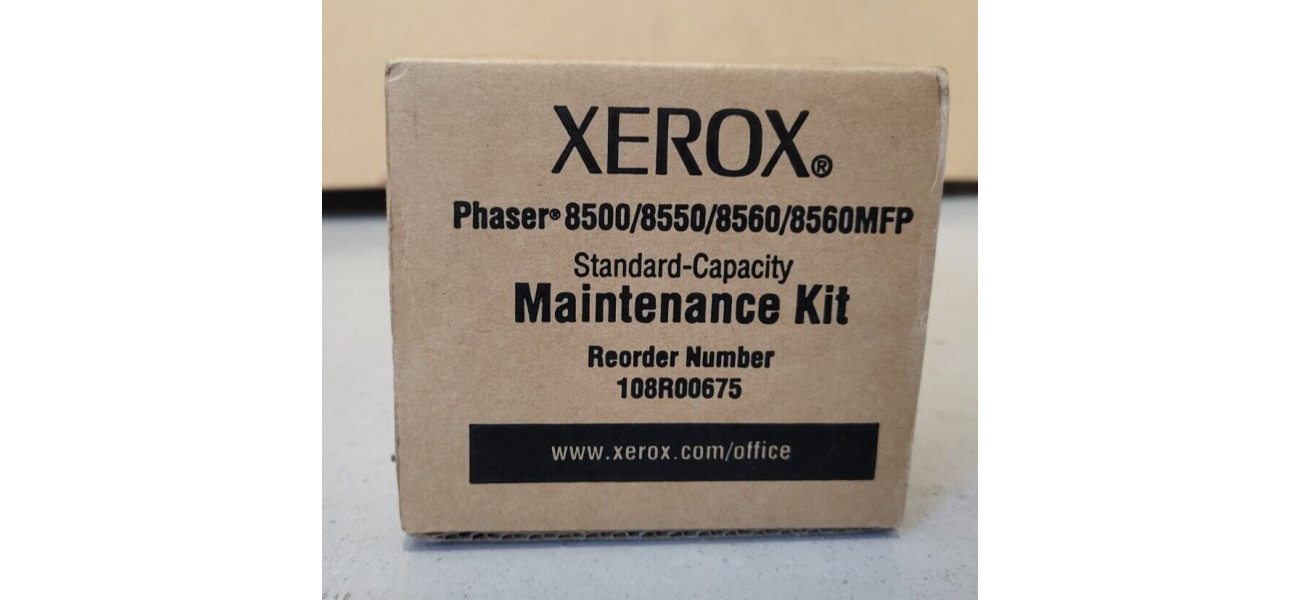 XEROX®
Phaser® 8500/8550/8560/8560MFP
Standard-Capacity
Maintenance Kit
Reorder Number
108R00675
www.xerox.com/office